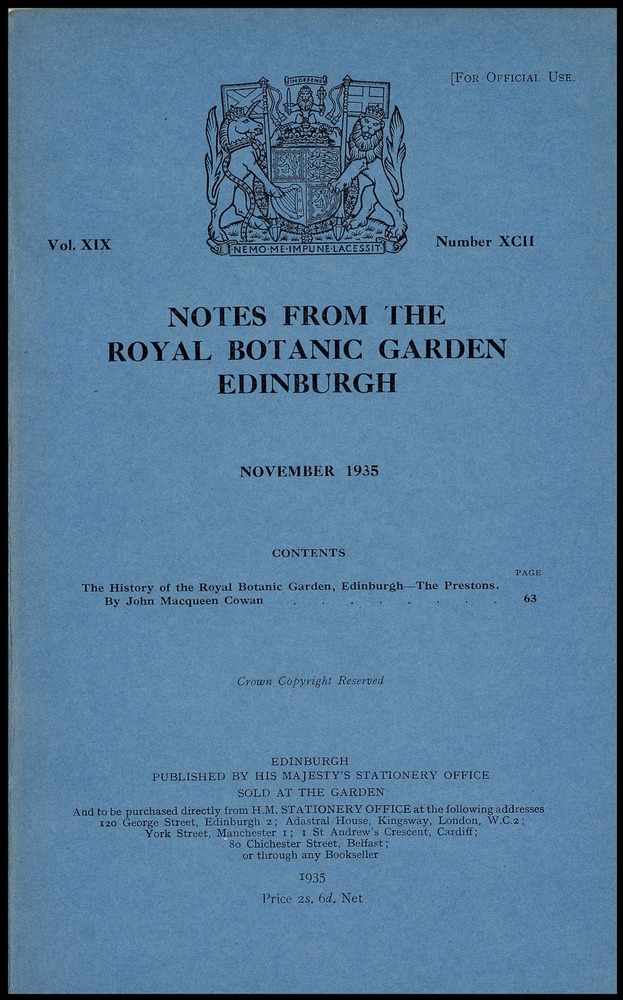 [FOR OFFICIAL USE.
IN DEFENS
NEMO·ME·IMPUNE·LACESSIT
Vol. XIX
Number XCII
NOTES FROM THE
ROYAL BOTANIC GARDEN
EDINBURGH
NOVEMBER 1935
CONTENTS
PAGE
The History of the Royal Botanic Garden, Edinburgh—The Prestons.
By John Macqueen Cowan . . . . . . . . 63
Crown Copyright Reserved
EDINBURGH
PUBLISHED BY HIS MAJESTY'S STATIONERY OFFICE
SOLD AT THE GARDEN
And to be purchased directly from H.M. STATIONERY OFFICE at the following addresses
120 George Street, Edinburgh 2; Adastral House, Kingsway, London, W.C.2;
York Street, Manchester 1; 1 St Andrew's Crescent, Cardiff;
80 Chichester Street, Belfast;
or through any Bookseller
1935
Price 2s. 6d. Net